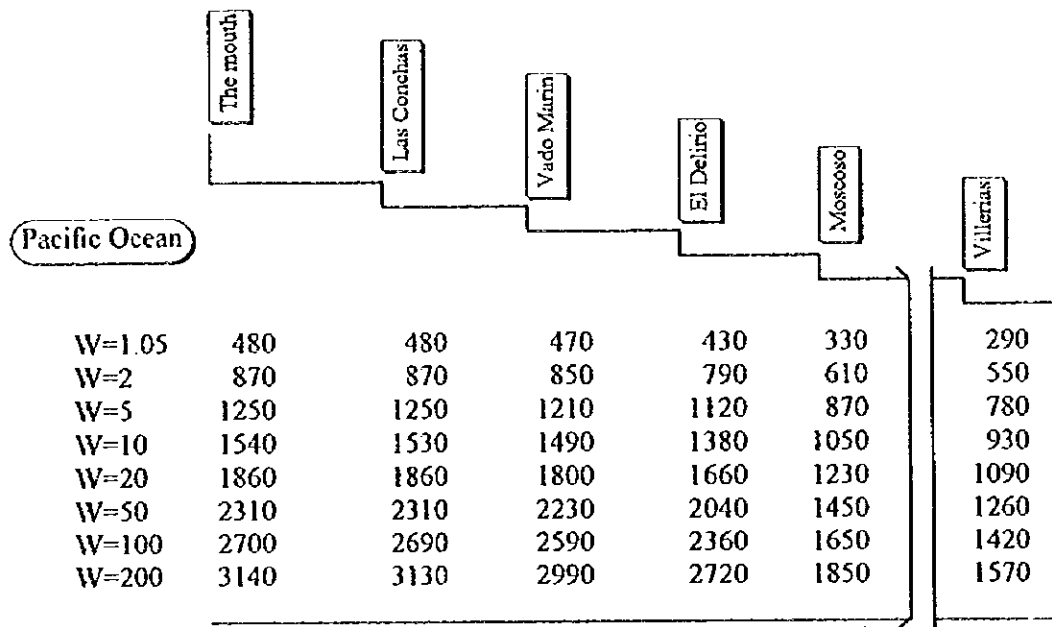 The mouth
Las Conchas
Vado Marin
El Delirio
Moscoso
Villerias
Pacific Ocean
W=1.05 480 480 470 430 330 290
W=2 870 870 850 790 610 550
W=5 1250 1250 1210 1120 870 780
W=10 1540 1530 1490 1380 1050 930
W=20 1860 1860 1800 1660 1230 1090
W=50 2310 2310 2230 2040 1450 1260
W=100 2700 2690 2590 2360 1650 1420
W=200 3140 3130 2990 2720 1850 1570